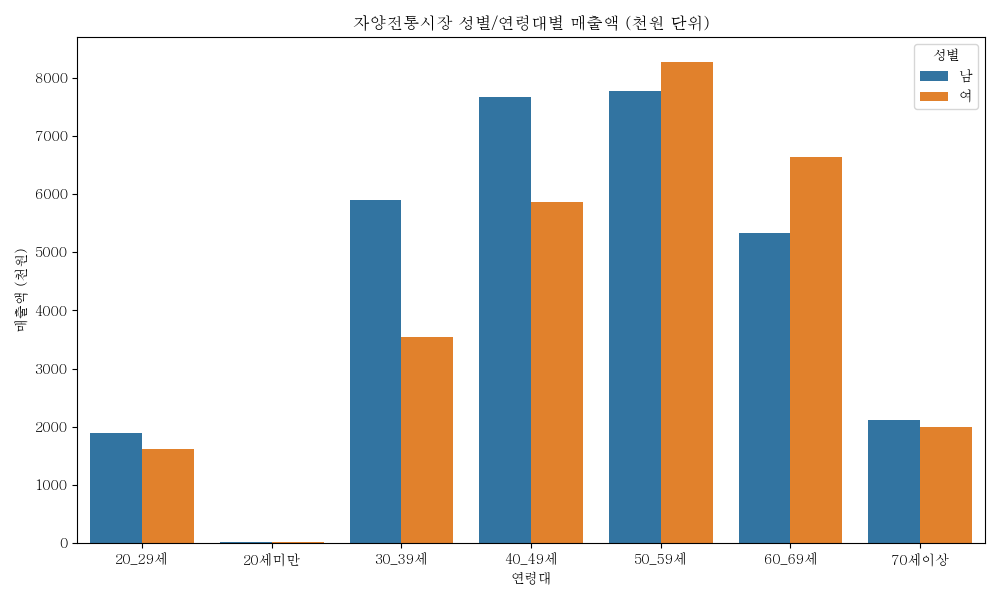 자양전통시장 성별/연령대별 매출액 (천원 단위)
성별
남
여
매출액 (천원)
8000
7000
6000
5000
4000
3000
2000
1000
0
20_29세 20세미만 30_39세 40_49세 50_59세 60_69세 70세이상
연령대